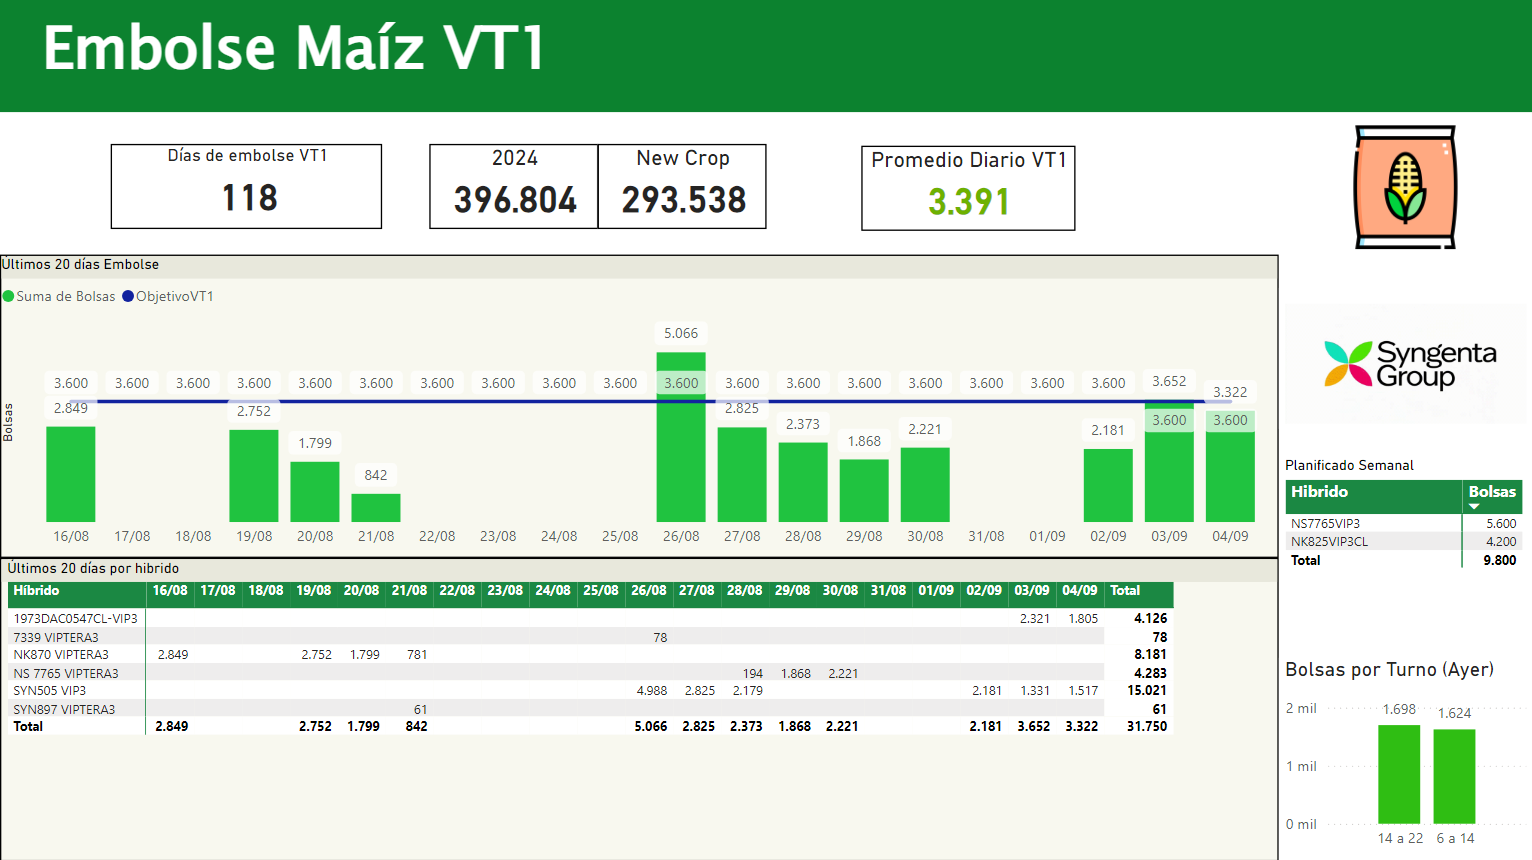 Embolse Maíz VT1
Días de embolse VT1
118
2024
396.804
New Crop
293.538
Promedio Diario VT1
3.391
Últimos 20 días Embolse
Suma de Bolsas ObjetivoVT1
Bolsas
5.066
3.600 3.600 3.600 3.600 3.600 3.600 3.600 3.600 3.600 3.600 3.600 3.600 3.600 3.600 3.600 3.600 3.600 3.600 3.652 3.322
2.849 2.752 1.799 842 2.825 2.373 1.868 2.221 2.181 3.600 3.600
16/08 17/08 18/08 19/08 20/08 21/08 22/08 23/08 24/08 25/08 26/08 27/08 28/08 29/08 30/08 31/08 01/09 02/09 03/09 04/09
Últimos 20 días por hibrido
Híbrido 16/08 17/08 18/08 19/08 20/08 21/08 22/08 23/08 24/08 25/08 26/08 27/08 28/08 29/08 30/08 31/08 01/09 02/09 03/09 04/09 Total
1973DAC0547CL-VIP3 2.321 1.805 4.126
7339 VIPTERA3 78 78
NK870 VIPTERA3 2.849 2.752 1.799 781 8.181
NS 7765 VIPTERA3 194 1.868 2.221 4.283
SYN505 VIP3 4.988 2.825 2.179 2.181 1.331 1.517 15.021
SYN897 VIPTERA3 61 61
Total 2.849 2.752 1.799 842 5.066 2.825 2.373 1.868 2.221 2.181 3.652 3.322 31.750
Syngenta
Group
Planificado Semanal
Hibrido Bolsas
NS7765VIP3 5.600
NK825VIP3CL 4.200
Total 9.800
Bolsas por Turno (Ayer)
2 mil
1.698 1.624
1 mil
0 mil
14 a 22 6 a 14